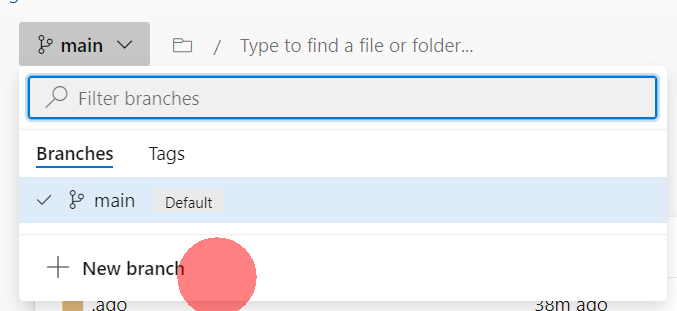 main
/ Type to find a file or folder...
Filter branches
Branches Tags
main Default
New branch
.ado 38m ago